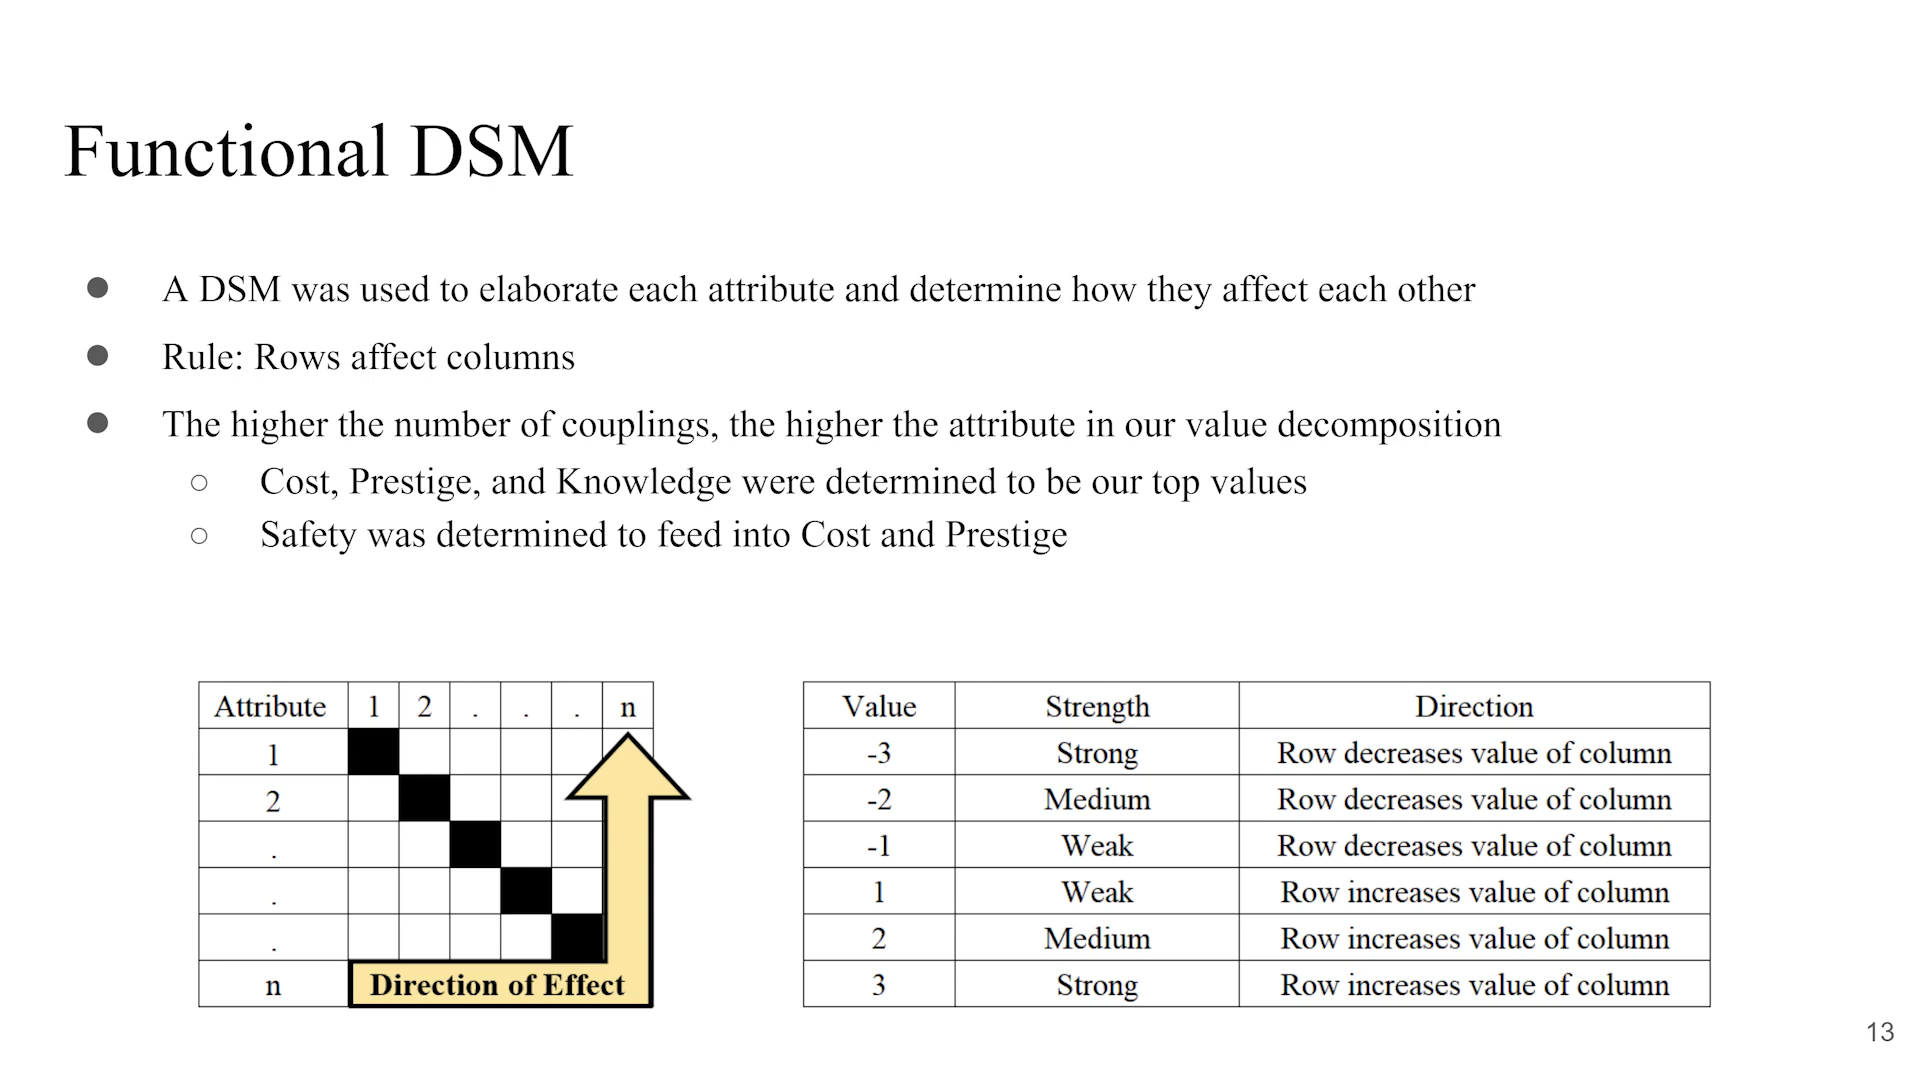 Functional DSM
● A DSM was used to elaborate each attribute and determine how they affect each other
● Rule: Rows affect columns
● The higher the number of couplings, the higher the attribute in our value decomposition
○ Cost, Prestige, and Knowledge were determined to be our top values
○ Safety was determined to feed into Cost and Prestige
Attribute 1 2 . . . n
1
2
.
.
.
n Direction of Effect
Value Strength Direction
-3 Strong Row decreases value of column
-2 Medium Row decreases value of column
-1 Weak Row decreases value of column
1 Weak Row increases value of column
2 Medium Row increases value of column
3 Strong Row increases value of column
13